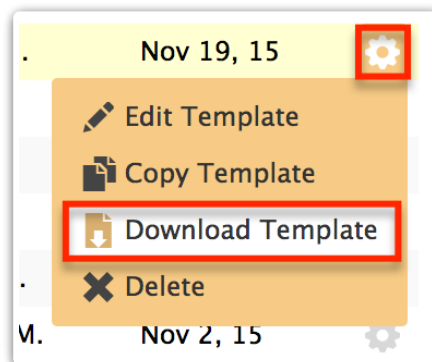 . Nov 19, 15
Edit Template
Copy Template
Download Template
. Delete
M. Nov 2, 15